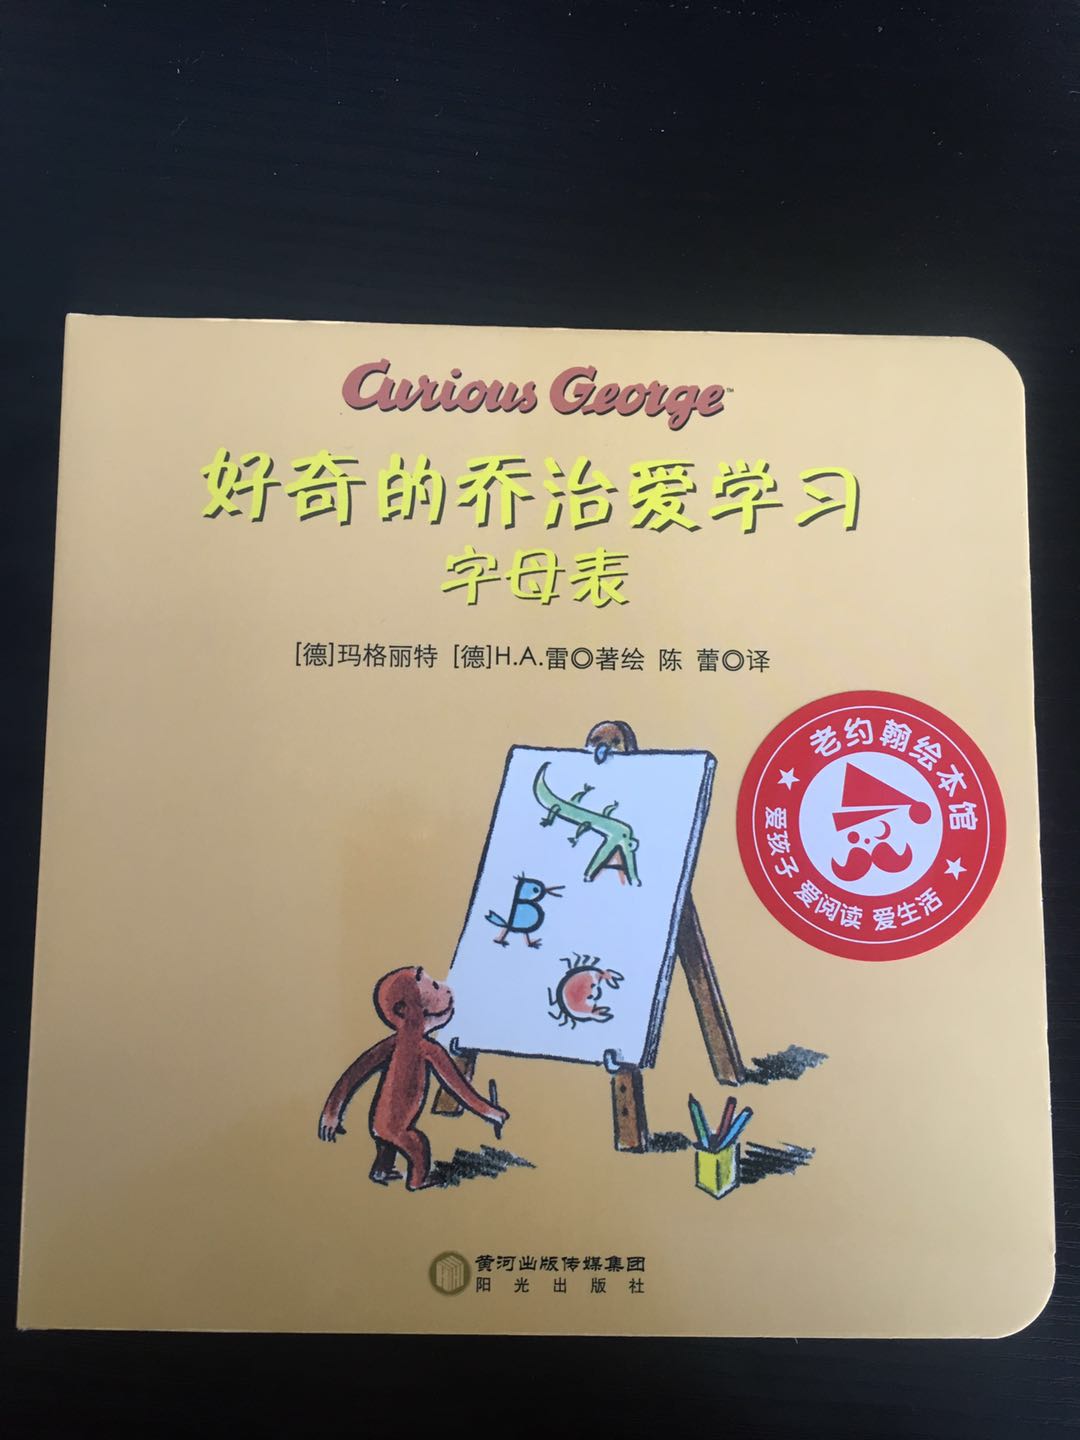 Curious George™
好奇的乔治爱学习
字母表
[德]玛格丽特 [德]H.A.雷◎著绘 陈 蕾◎译
A
B
C
老约翰绘本馆
爱孩子 爱阅读 爱生活
黄河出版传媒集团
阳光出版社